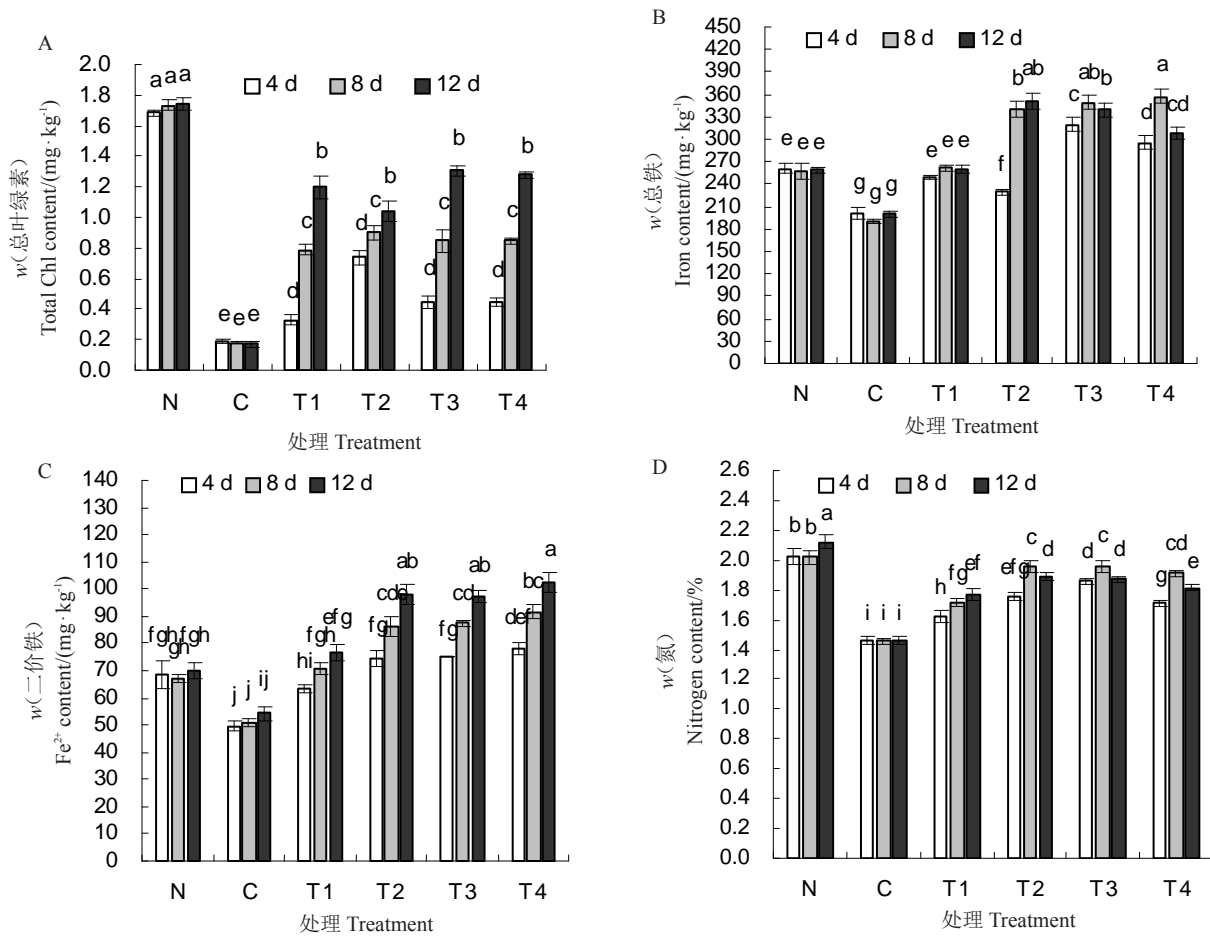 A
4 d 8 d 12 d
2.0
1.8
1.6
1.4
1.2
1.0
0.8
0.6
0.4
0.2
0.0
w(总叶绿素)
Total Chl content/(mg·kg⁻¹)
a a a
e e e
d c b
d c b
d c b
d c b
N C T1 T2 T3 T4
处理 Treatment
B
4 d 8 d 12 d
450
420
390
360
330
300
270
240
210
180
150
120
90
60
30
0
w(总铁)
Iron content/(mg·kg⁻¹)
e e e
g g g
e e e
f b ab
c ab b
d a cd
N C T1 T2 T3 T4
处理 Treatment
C
4 d 8 d 12 d
140
130
120
110
100
90
80
70
60
50
40
30
20
10
0
w(二价铁)
Fe²⁺ content/(mg·kg⁻¹)
fgh gh fgh
j j ij
hi fgh efg
fg cde ab
fg cd ab
def bc a
N C T1 T2 T3 T4
处理 Treatment
D
4 d 8 d 12 d
2.6
2.4
2.2
2.0
1.8
1.6
1.4
1.2
1.0
0.8
0.6
0.4
0.2
0.0
w(氮)
Nitrogen content/%
b b a
i i i
h fg ef
efg c d
d c d
g cd e
N C T1 T2 T3 T4
处理 Treatment